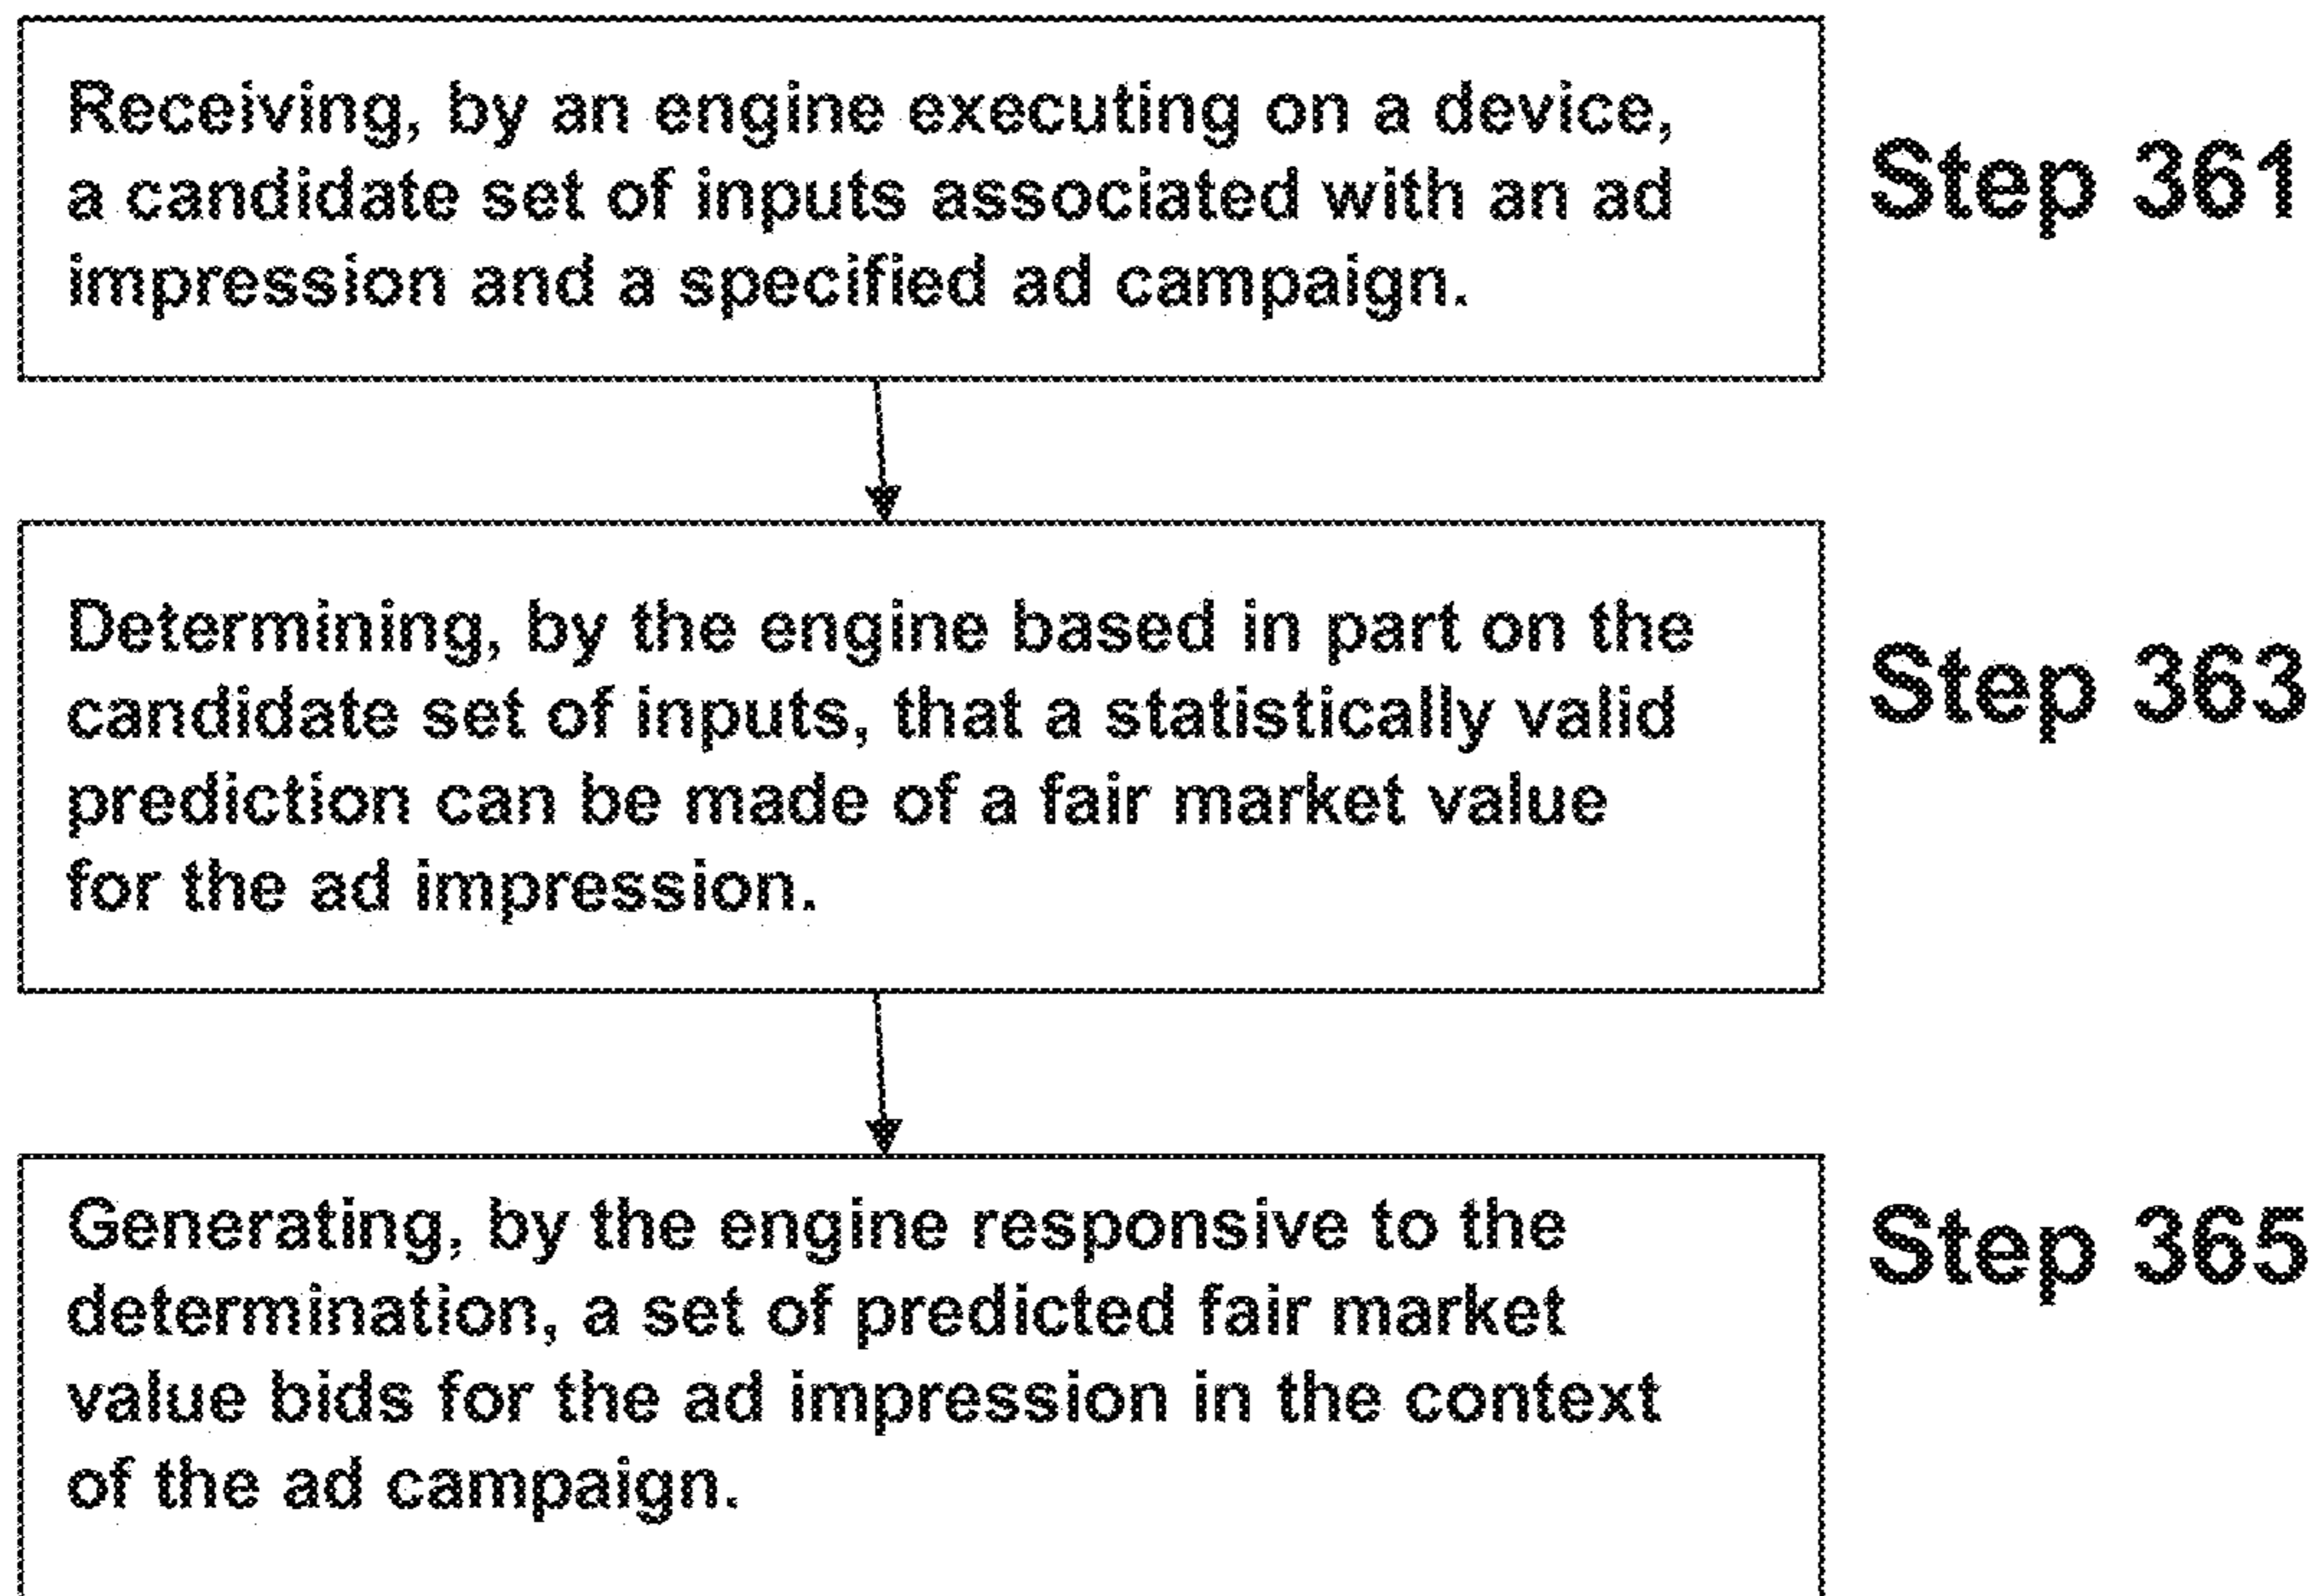 Receiving, by an engine executing on a device,
a candidate set of inputs associated with an ad
impression and a specified ad campaign.
Step 361
Determining, by the engine based in part on the
candidate set of inputs, that a statistically valid
prediction can be made of a fair market value
for the ad impression.
Step 363
Generating, by the engine responsive to the
determination, a set of predicted fair market
value bids for the ad impression in the context
of the ad campaign.
Step 365